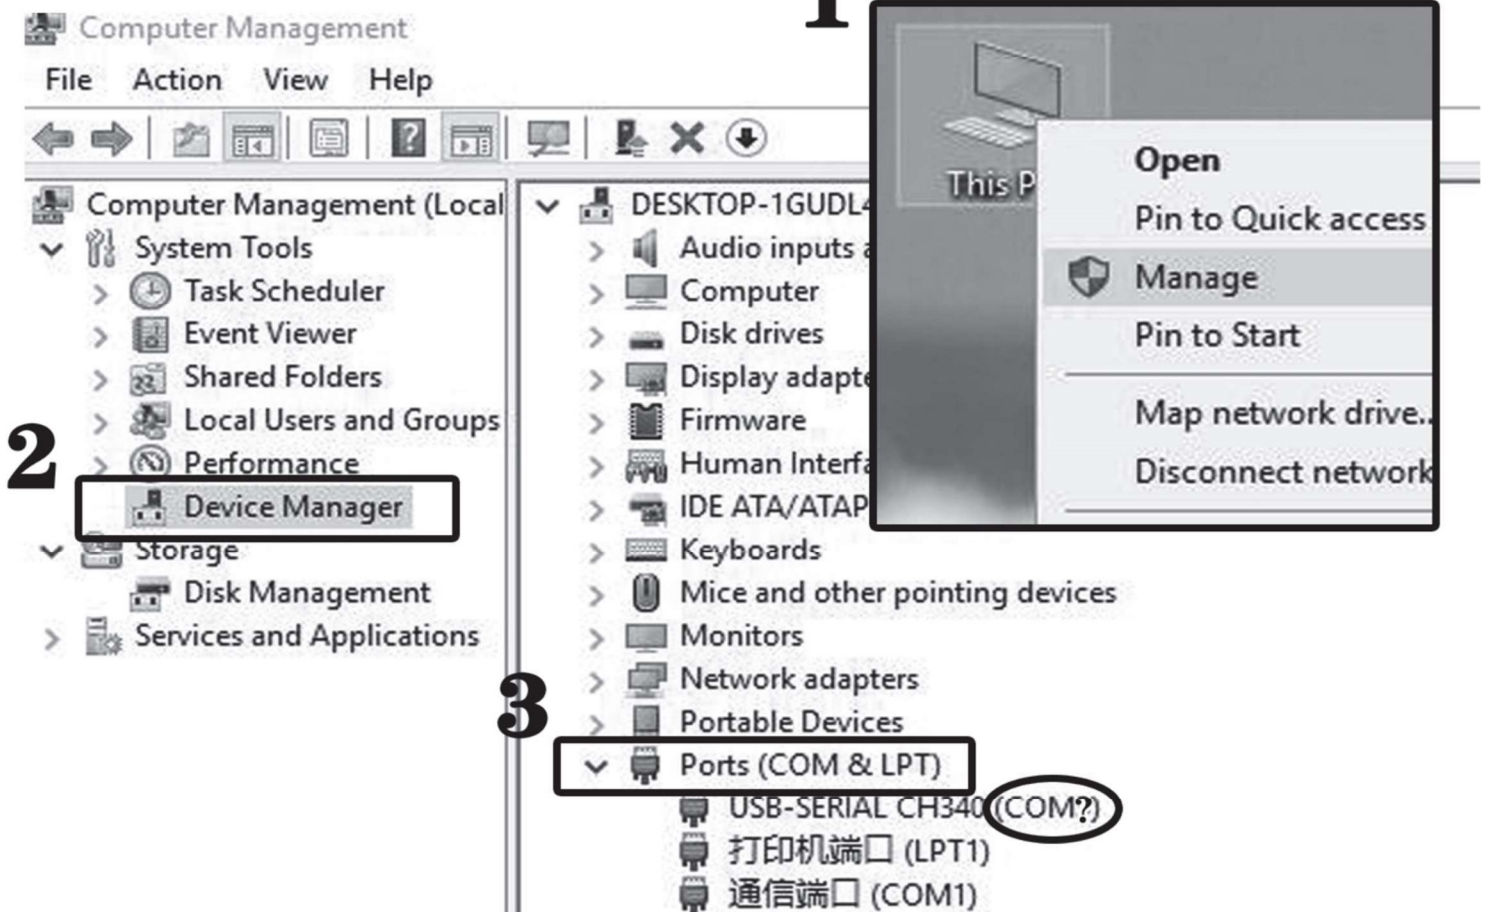 Computer Management
File Action View Help
1
This P
Open
Pin to Quick access
Manage
Pin to Start
Map network drive..
Disconnect network
Computer Management (Local
System Tools
Task Scheduler
Event Viewer
Shared Folders
Local Users and Groups
Performance
2
Device Manager
Storage
Disk Management
Services and Applications
DESKTOP-1GUDL4
Audio inputs a
Computer
Disk drives
Display adapte
Firmware
Human Interfa
IDE ATA/ATAP
Keyboards
Mice and other pointing devices
Monitors
Network adapters
Portable Devices
3
Ports (COM & LPT)
USB-SERIAL CH340 (COM?)
打印机端口 (LPT1)
通信端口 (COM1)